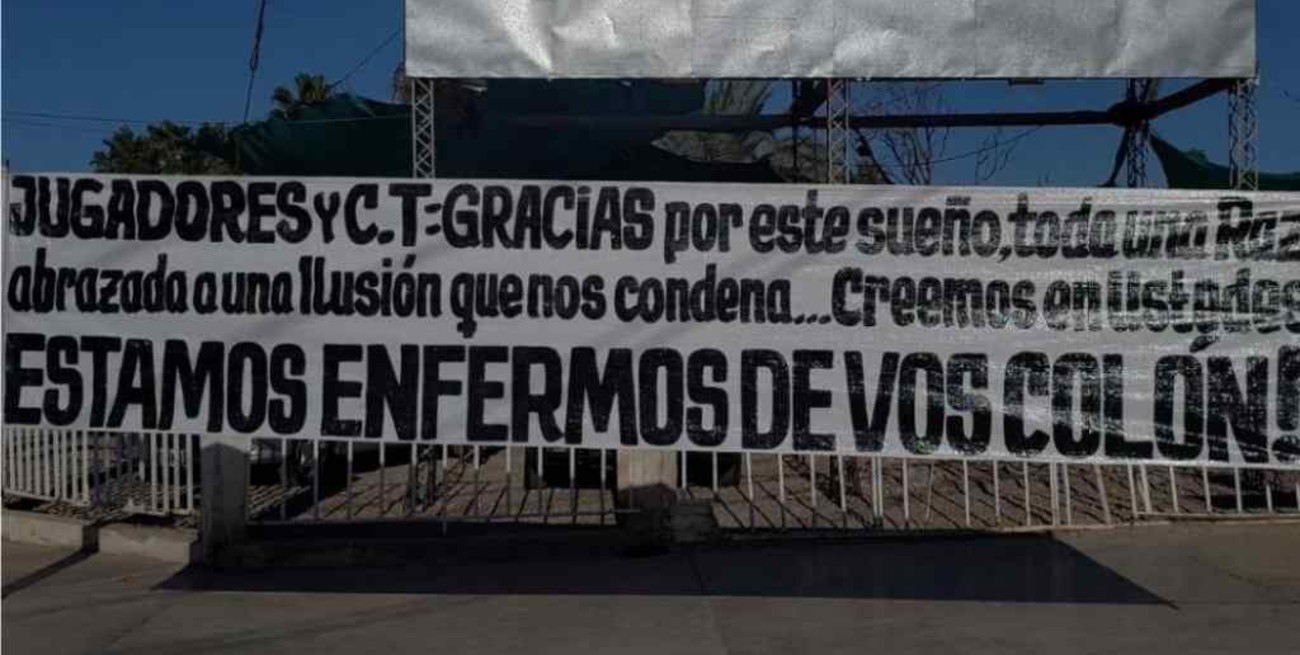 JUGADORES Y C.T:GRACIAS por este sueño, toda una Raz
abrazada a una Ilusión que nos condena...Creemos en Ustedes
ESTAMOS ENFERMOS DE VOS COLÓN!